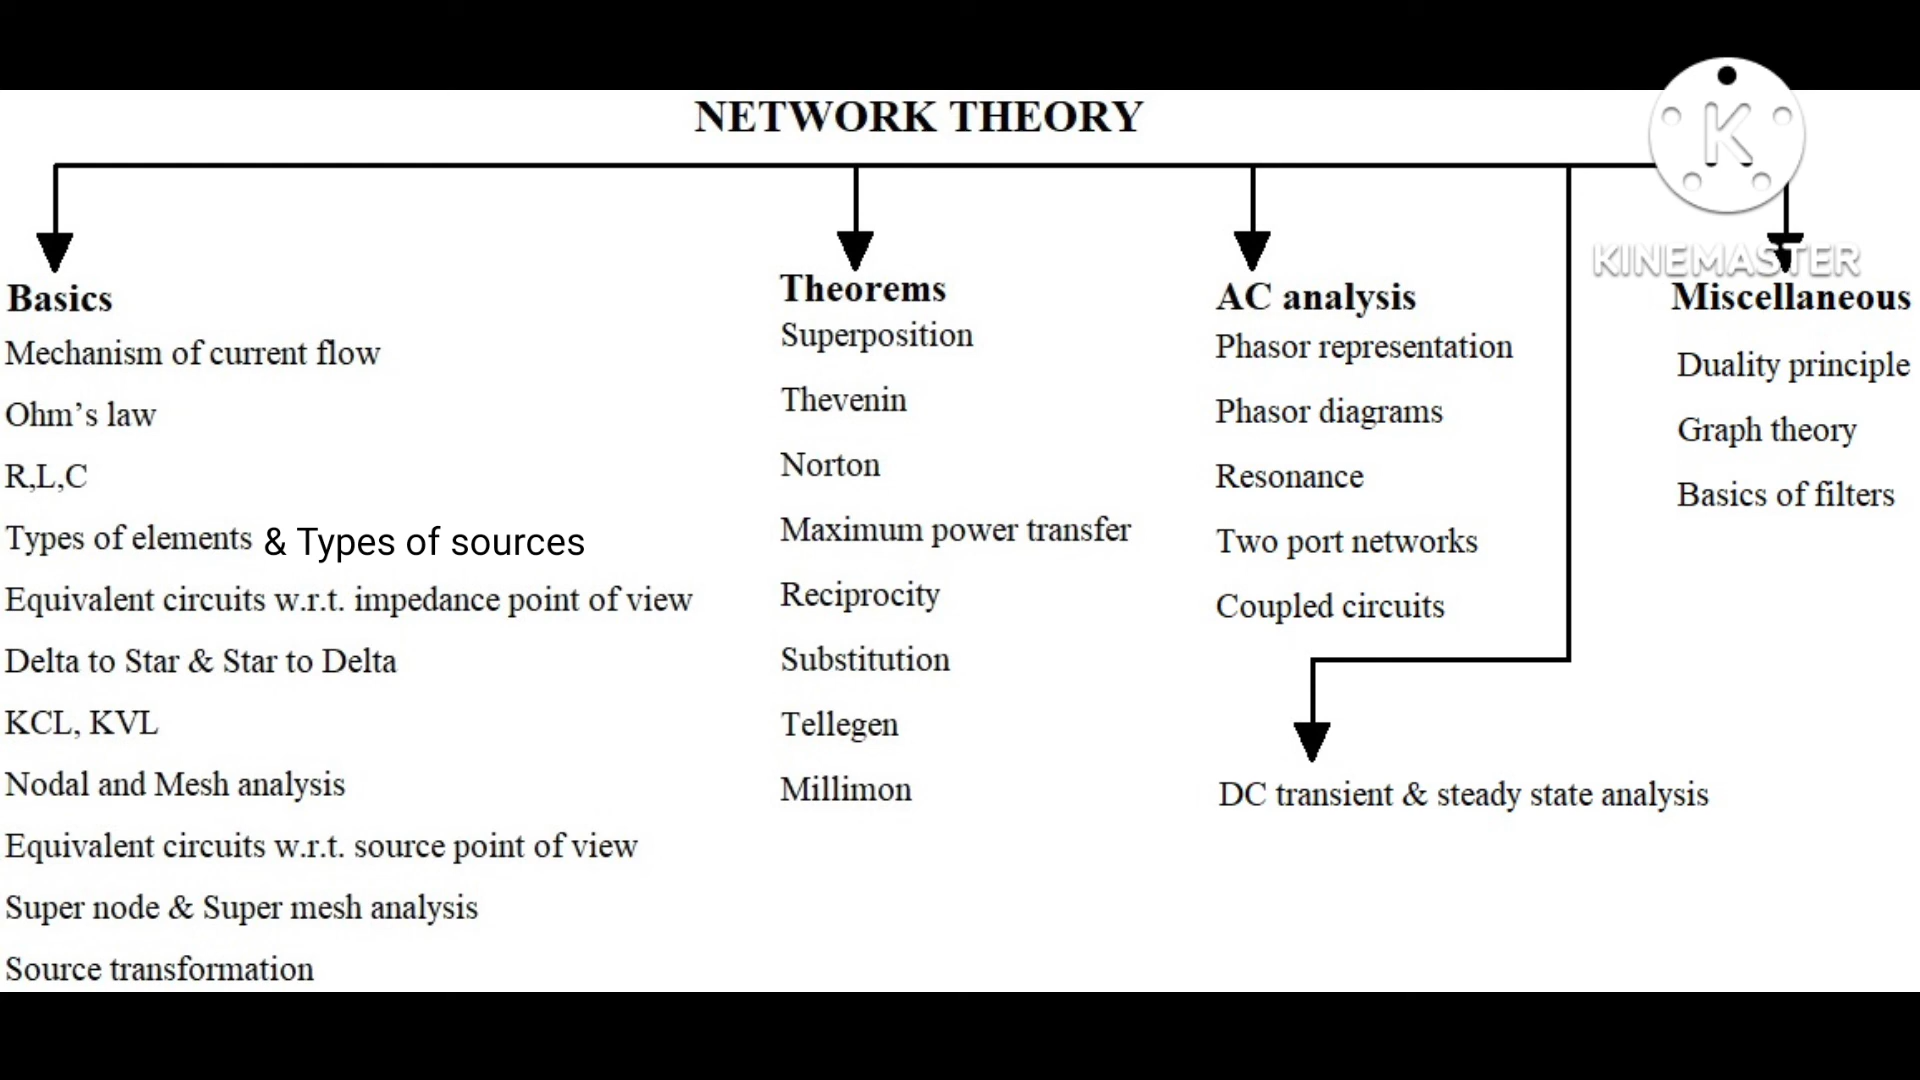 NETWORK THEORY
K
KINEMASTER
Basics
Mechanism of current flow
Ohm's law
R,L,C
Types of elements & Types of sources
Equivalent circuits w.r.t. impedance point of view
Delta to Star & Star to Delta
KCL, KVL
Nodal and Mesh analysis
Equivalent circuits w.r.t. source point of view
Super node & Super mesh analysis
Source transformation
Theorems
Superposition
Thevenin
Norton
Maximum power transfer
Reciprocity
Substitution
Tellegen
Millimon
AC analysis
Phasor representation
Phasor diagrams
Resonance
Two port networks
Coupled circuits
DC transient & steady state analysis
Miscellaneous
Duality principle
Graph theory
Basics of filters